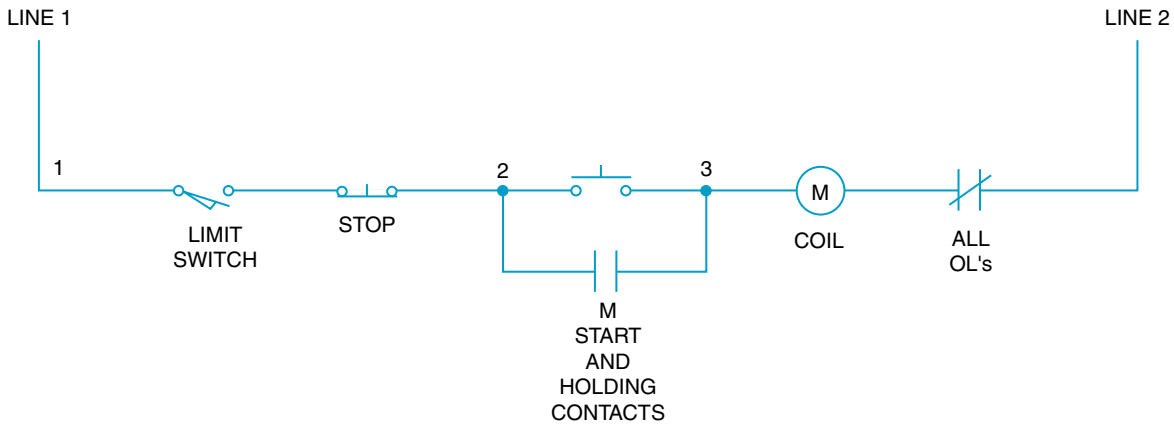 LINE 1
LINE 2
1
2
3
M
LIMIT
SWITCH
STOP
COIL
ALL
OL's
M
START
AND
HOLDING
CONTACTS